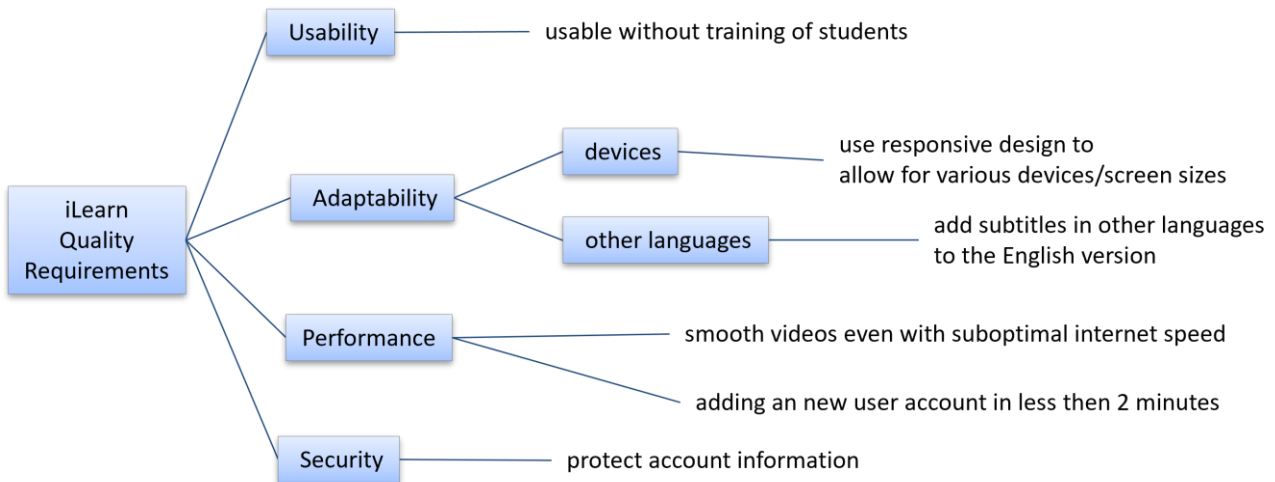 Usability
usable without training of students
iLearn
Quality
Requirements
Adaptability
devices
use responsive design to
allow for various devices/screen sizes
other languages
add subtitles in other languages
to the English version
Performance
smooth videos even with suboptimal internet speed
adding an new user account in less then 2 minutes
Security
protect account information